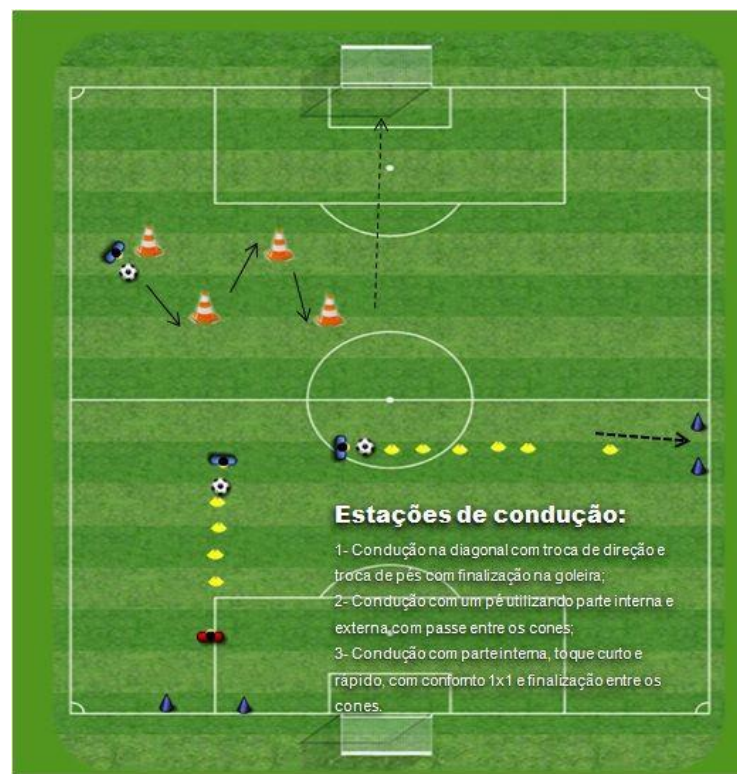 Estações de condução:
1- Condução na diagonal com troca de direção e
troca de pés com finalização na goleira;
2- Condução com um pé utilizando parte interna e
externa,com passe entre os cones;
3- Condução com parte interna, toque curto e
rápido, com confornto 1x1 e finalização entre os
cones.